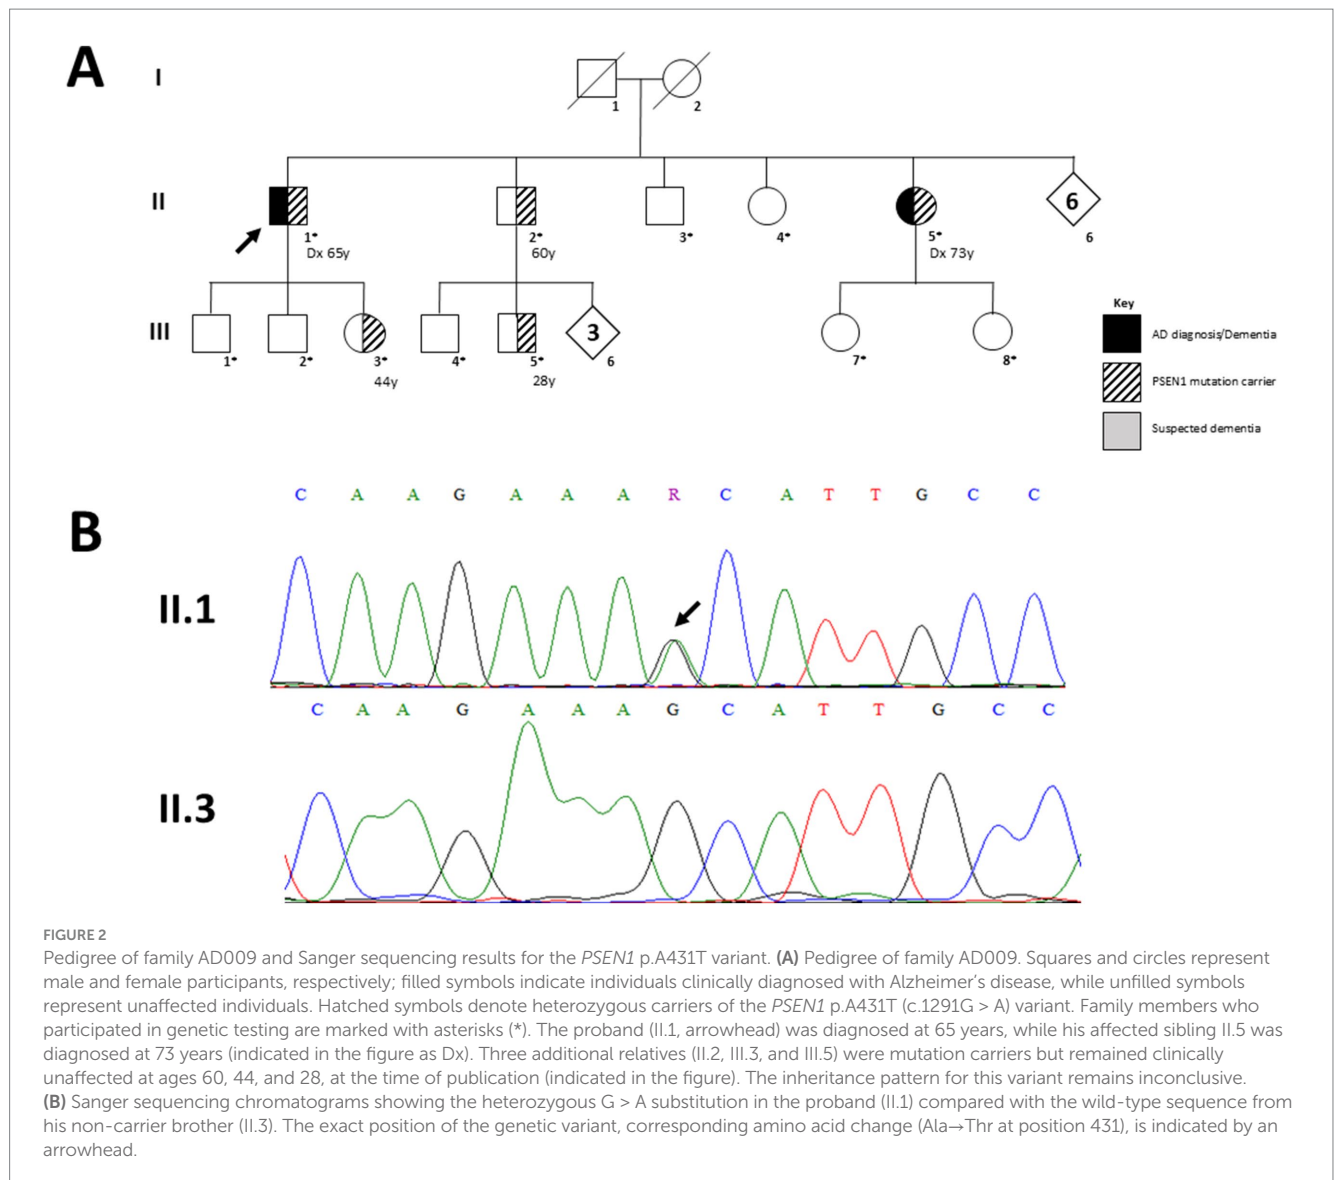 A
I
1
2
II
6
1*
2*
3*
4*
5*
6
Dx 65y
60y
Dx 73y
Key
III
3
AD diagnosis/Dementia
1*
2*
3*
4*
5*
6
7*
8*
44y
28y
PSEN1 mutation carrier
Suspected dementia
C A A G A A A R C A T T G C C
B
II.1
C A A G A A A G C A T T G C C
II.3
FIGURE 2
Pedigree of family AD009 and Sanger sequencing results for the PSEN1 p.A431T variant. (A) Pedigree of family AD009. Squares and circles represent
male and female participants, respectively; filled symbols indicate individuals clinically diagnosed with Alzheimer's disease, while unfilled symbols
represent unaffected individuals. Hatched symbols denote heterozygous carriers of the PSEN1 p.A431T (c.1291G > A) variant. Family members who
participated in genetic testing are marked with asterisks (*). The proband (II.1, arrowhead) was diagnosed at 65 years, while his affected sibling II.5 was
diagnosed at 73 years (indicated in the figure as Dx). Three additional relatives (II.2, III.3, and III.5) were mutation carriers but remained clinically
unaffected at ages 60, 44, and 28, at the time of publication (indicated in the figure). The inheritance pattern for this variant remains inconclusive.
(B) Sanger sequencing chromatograms showing the heterozygous G > A substitution in the proband (II.1) compared with the wild-type sequence from
his non-carrier brother (II.3). The exact position of the genetic variant, corresponding amino acid change (Ala→Thr at position 431), is indicated by an
arrowhead.